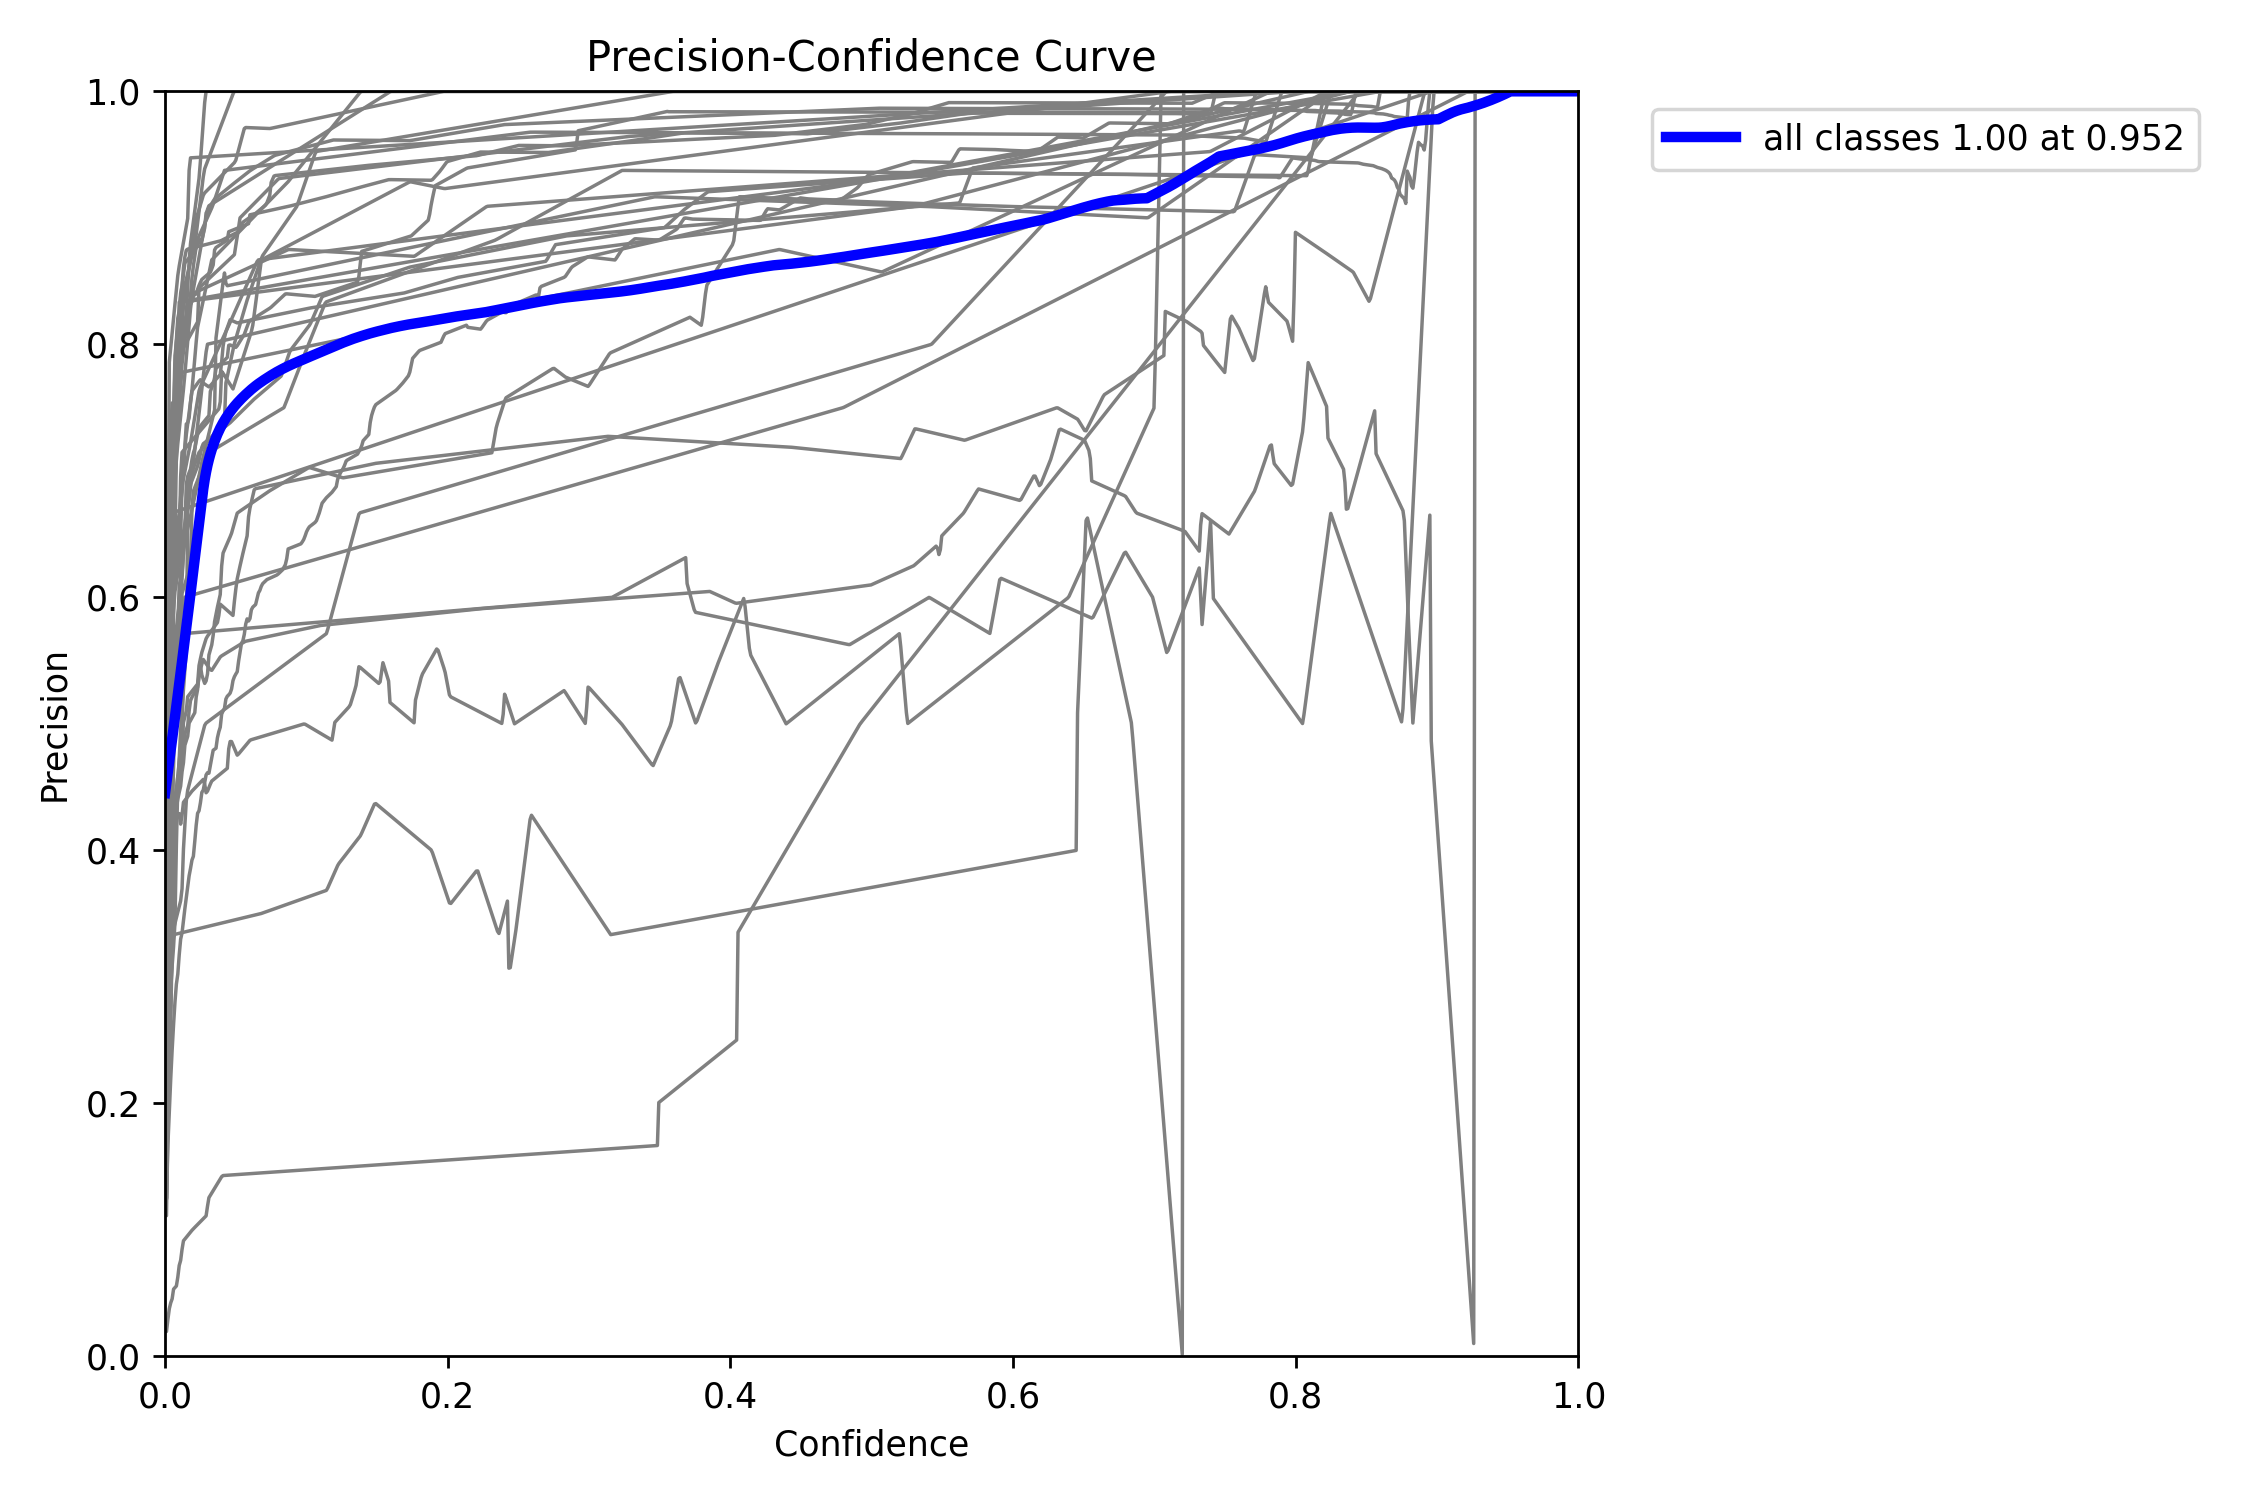 Precision-Confidence Curve
1.0
0.8
0.6
0.4
0.2
0.0
Precision
0.0 0.2 0.4 0.6 0.8 1.0
Confidence
all classes 1.00 at 0.952